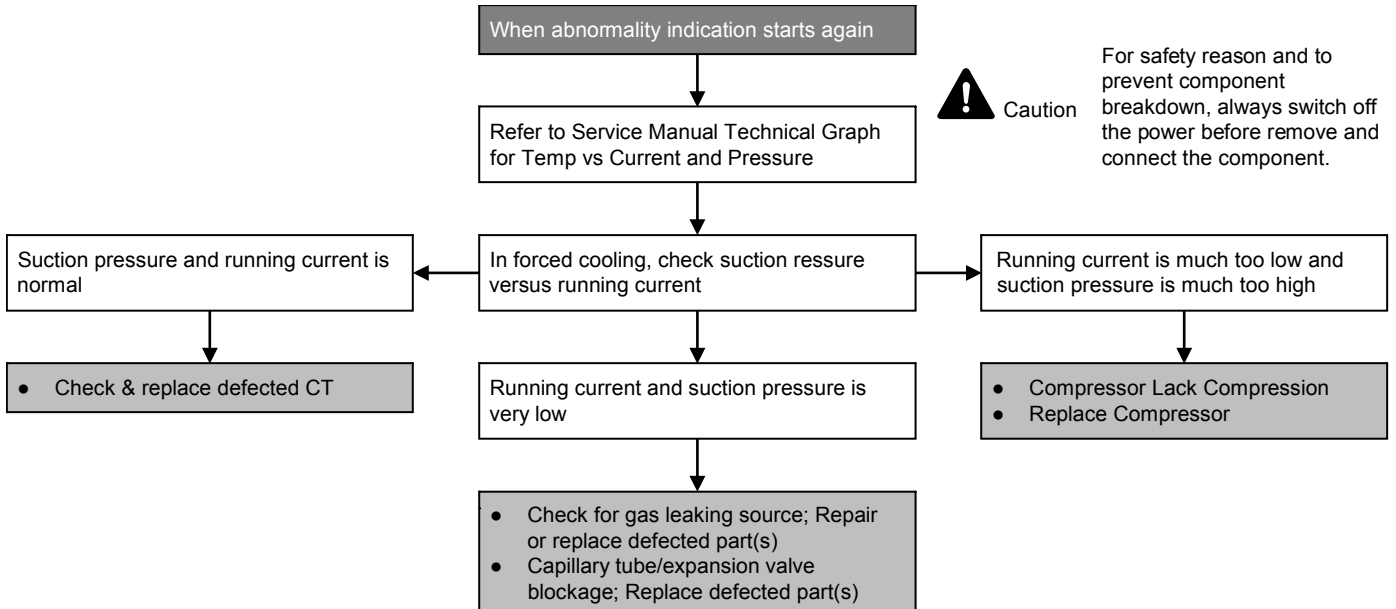 When abnormality indication starts again
For safety reason and to
prevent component
breakdown, always switch off
the power before remove and
connect the component.
Caution
Refer to Service Manual Technical Graph
for Temp vs Current and Pressure
Suction pressure and running current is
normal
In forced cooling, check suction ressure
versus running current
Running current is much too low and
suction pressure is much too high
● Check & replace defected CT
Running current and suction pressure is
very low
● Compressor Lack Compression
● Replace Compressor
● Check for gas leaking source; Repair
or replace defected part(s)
● Capillary tube/expansion valve
blockage; Replace defected part(s)